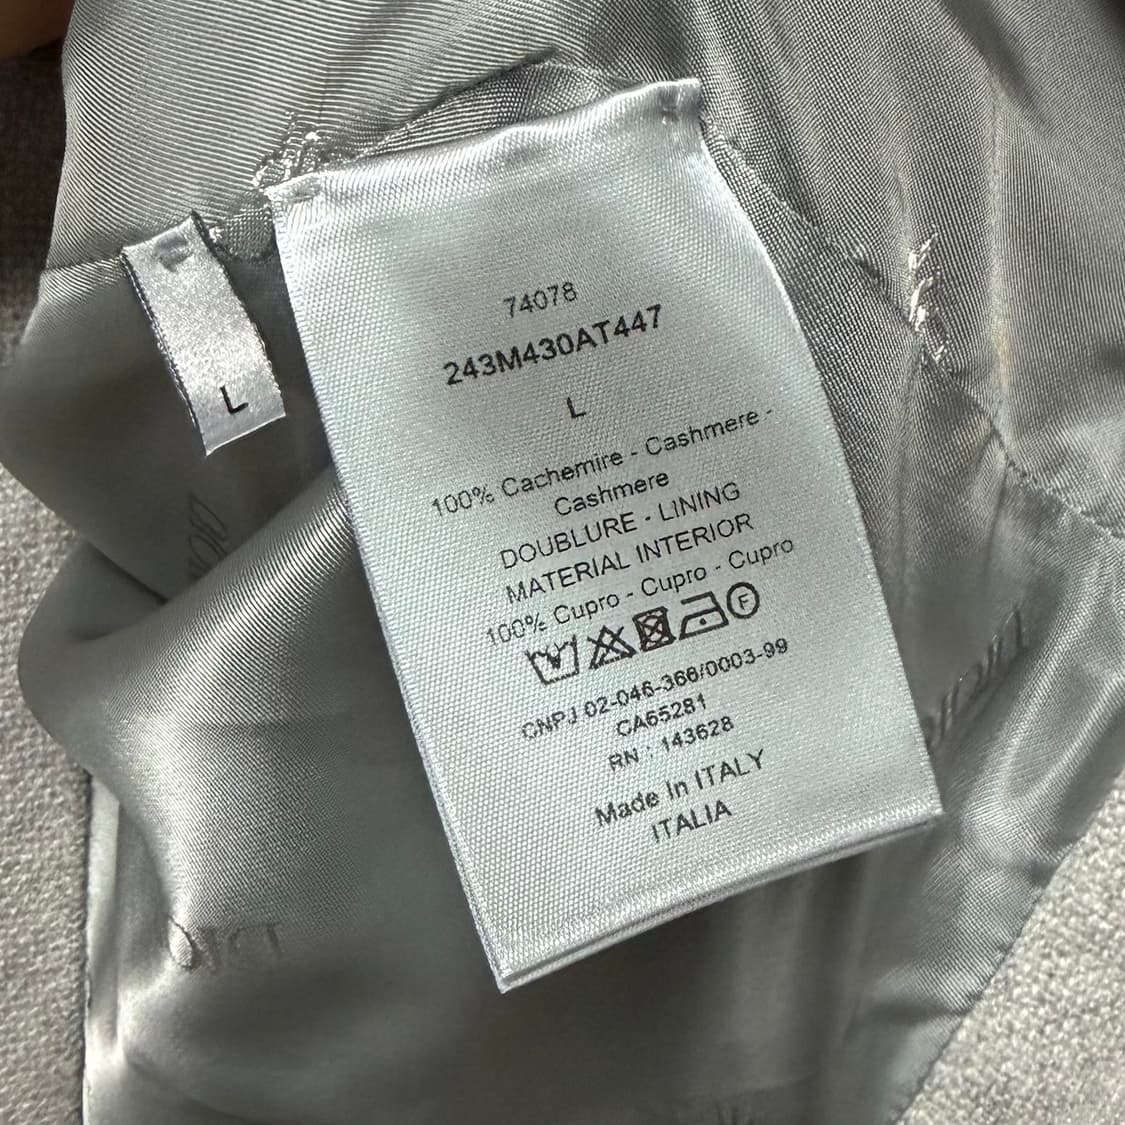 L
74078
243M430AT447
L
100% Cachemire - Cashmere -
Cashmere
DOUBLURE - LINING
MATERIAL INTERIOR
100% Cupro - Cupro - Cupro
F
CNPJ 02-046-366/0003-99
CA65281
RN : 143628
Made In ITALY
ITALIA